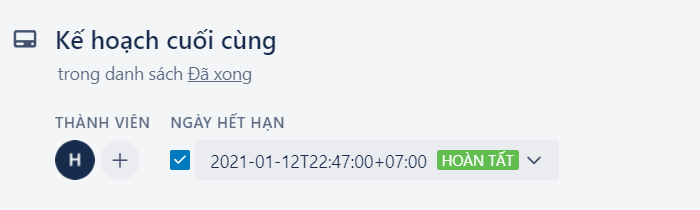 Kế hoạch cuối cùng
trong danh sách Đã xong
THÀNH VIÊN NGÀY HẾT HẠN
H 2021-01-12T22:47:00+07:00 HOÀN TẤT